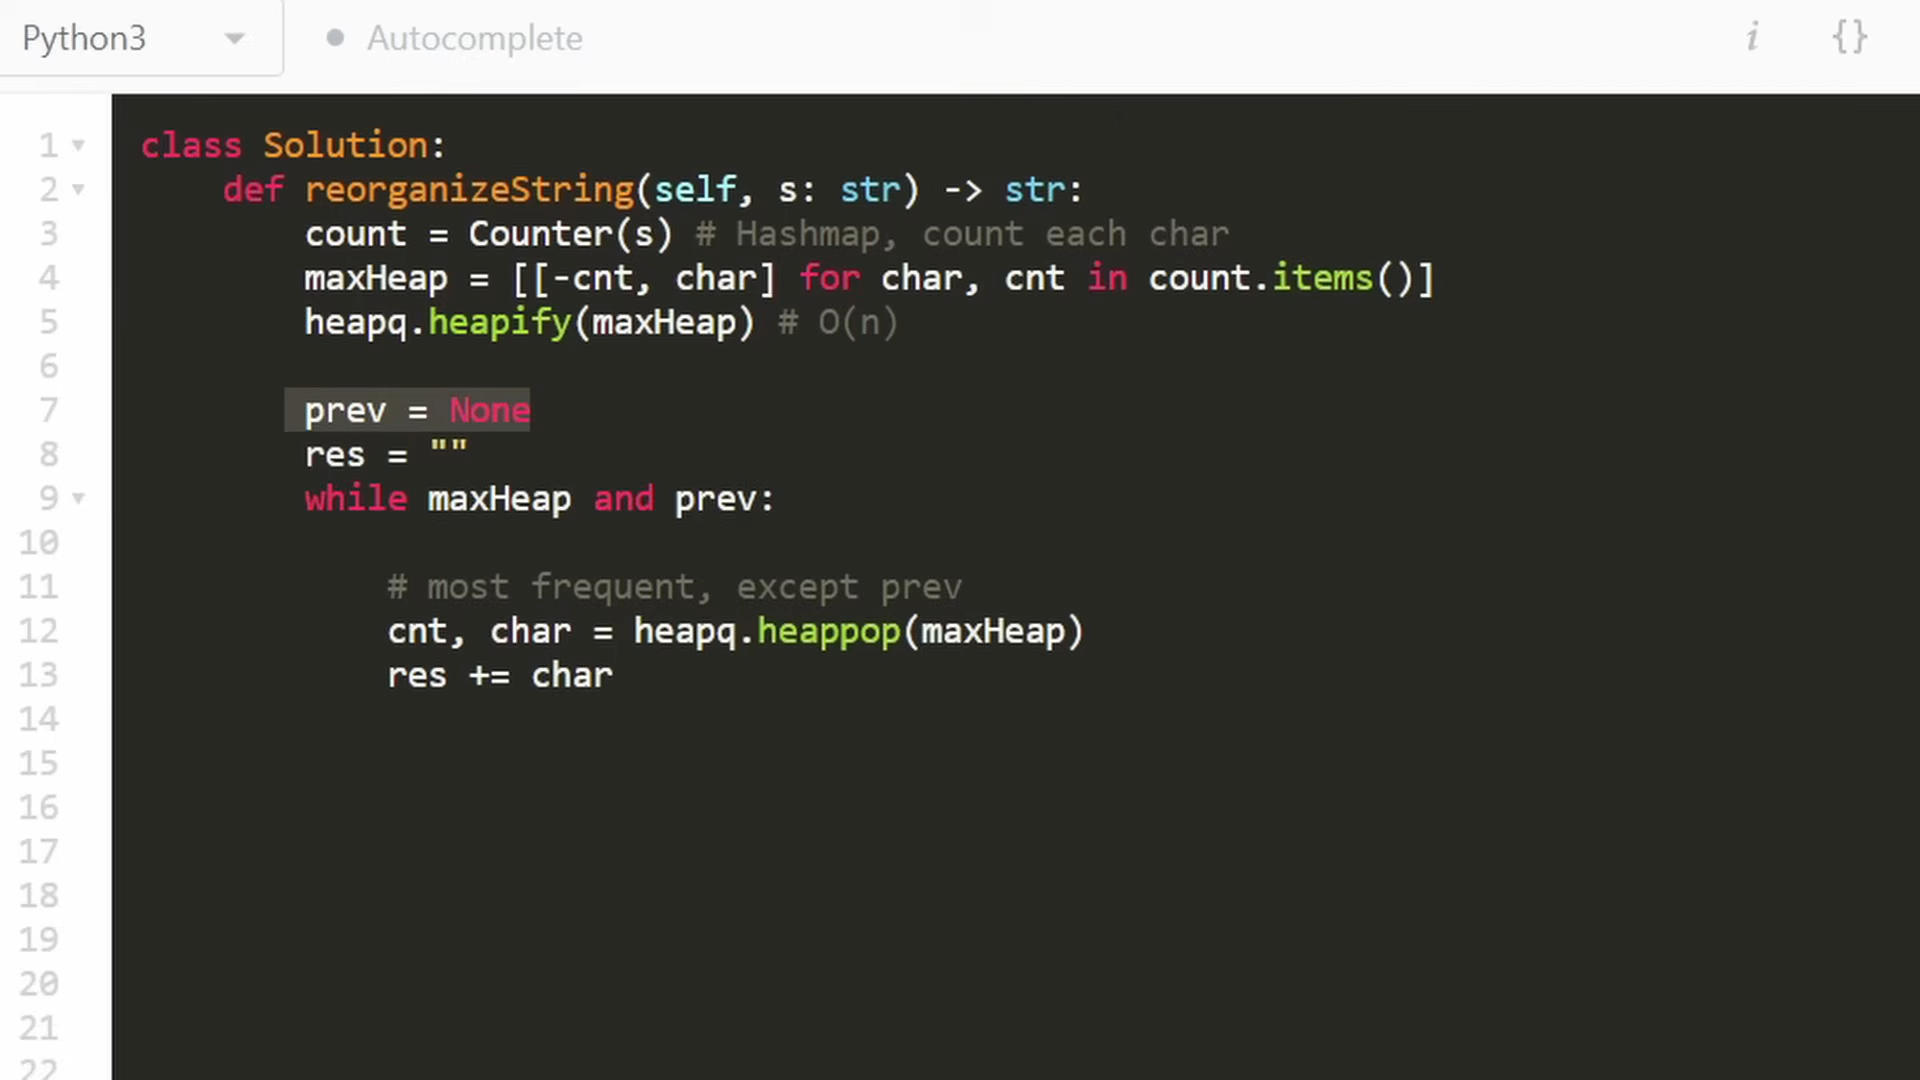 Python3 Autocomplete i {}
1 class Solution:
2 def reorganizeString(self, s: str) -> str:
3 count = Counter(s) # Hashmap, count each char
4 maxHeap = [[-cnt, char] for char, cnt in count.items()]
5 heapq.heapify(maxHeap) # O(n)
6
7 prev = None
8 res = ""
9 while maxHeap and prev:
10
11 # most frequent, except prev
12 cnt, char = heapq.heappop(maxHeap)
13 res += char
14
15
16
17
18
19
20
21
22